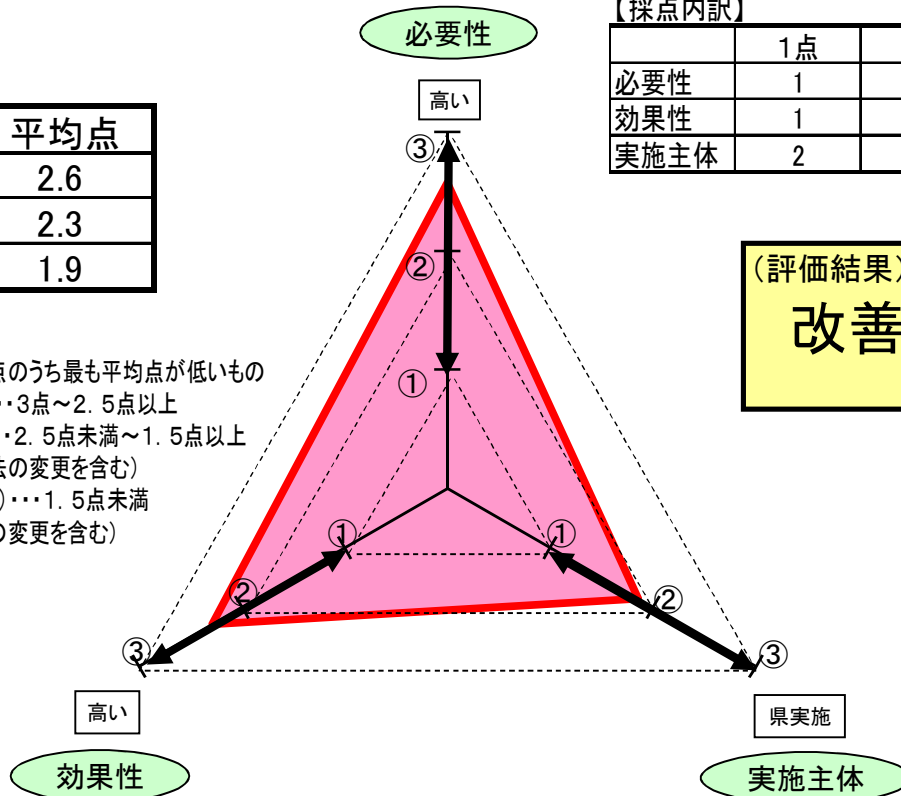 必要性
【採点内訳】
1点
必要性 1
効果性 1
実施主体 2
高い
平均点
2.6
2.3
1.9
③
②
①
(評価結果)
改善
点のうち最も平均点が低いもの
・・3点～2.5点以上
・・2.5点未満～1.5点以上
法の変更を含む)
)・・・1.5点未満
の変更を含む)
① ①
② ②
③ ③
高い
県実施
効果性
実施主体